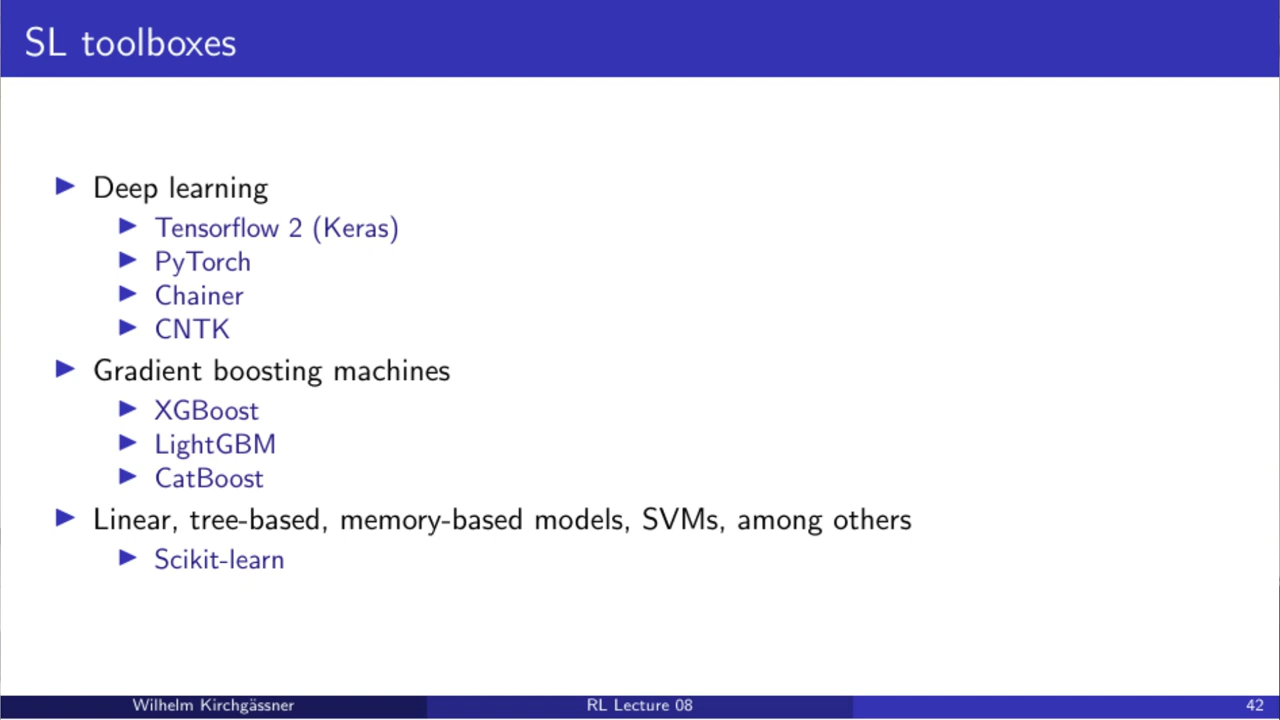 SL toolboxes
Deep learning
Tensorflow 2 (Keras)
PyTorch
Chainer
CNTK
Gradient boosting machines
XGBoost
LightGBM
CatBoost
Linear, tree-based, memory-based models, SVMs, among others
Scikit-learn
Wilhelm Kirchgässner RL Lecture 08 42